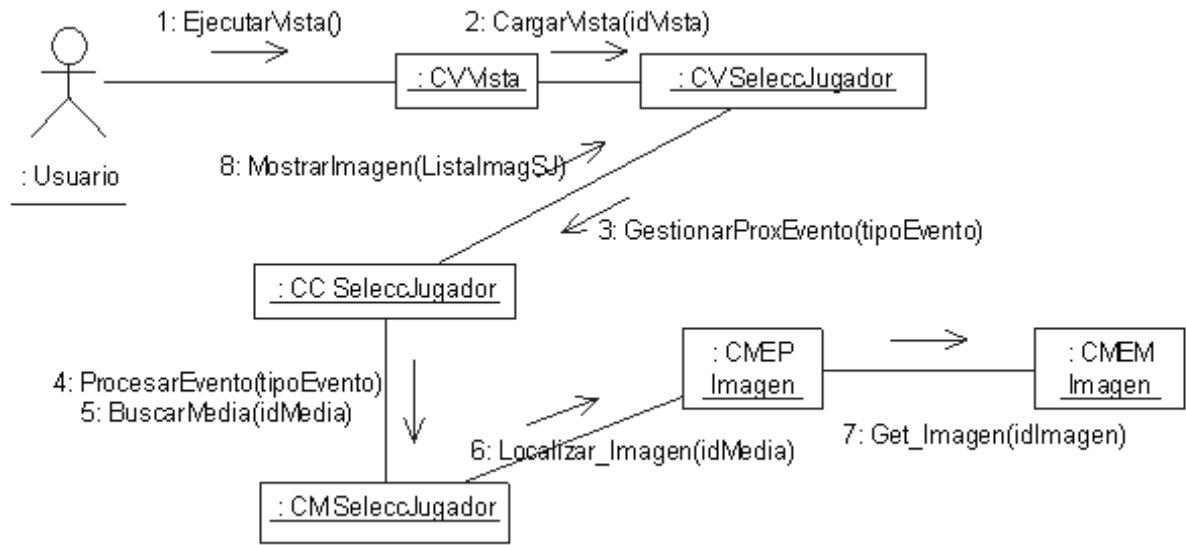 1: EjecutarVista()
2: CargarVista(idVista)
: CVVista
: CVSeleccJugador
8: MostrarImagen(ListaImagSJ)
: Usuario
3: GestionarProxEvento(tipoEvento)
: CC SeleccJugador
: CMEP
Imagen
: CMEM
Imagen
4: ProcesarEvento(tipoEvento)
5: BuscarMedia(idMedia)
6: Localizar_Imagen(idMedia)
7: Get_Imagen(idImagen)
: CMSeleccJugador